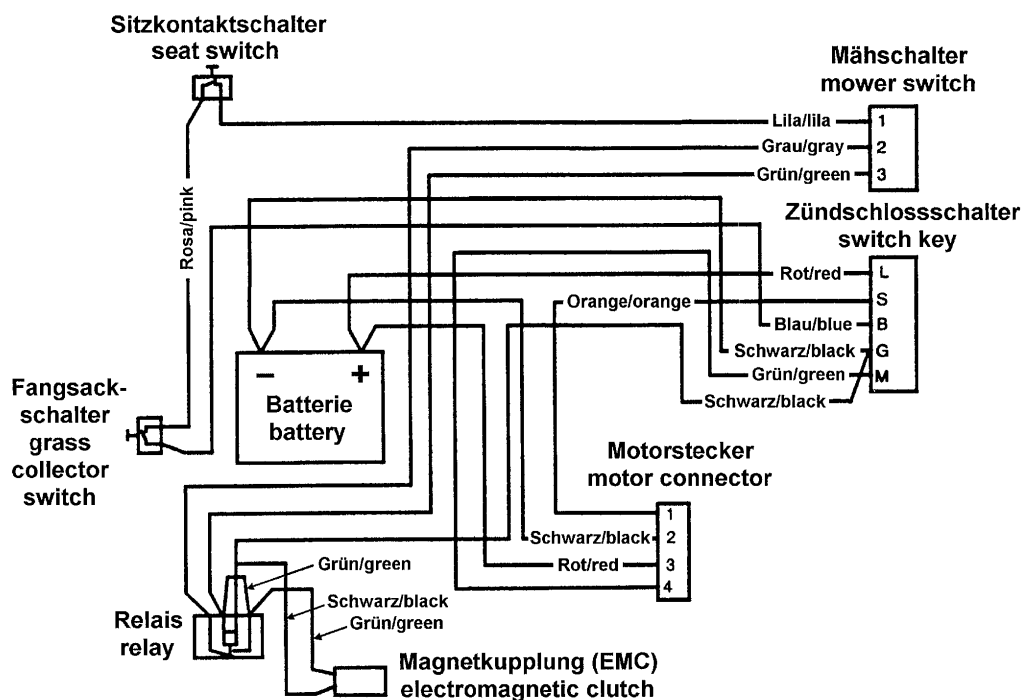 Sitzkontaktschalter
seat switch
Mähschalter
mower switch
Lila/lila
1
Grau/gray
2
Grün/green
3
Rosa/pink
Zündschlossschalter
switch key
Rot/red
L
Orange/orange
S
Blau/blue
B
Schwarz/black
G
Grün/green
M
Schwarz/black
– +
Batterie
battery
Fangsack-
schalter
grass
collector
switch
Motorstecker
motor connector
1
Schwarz/black
2
Rot/red
3
4
Grün/green
Schwarz/black
Grün/green
Relais
relay
Magnetkupplung (EMC)
electromagnetic clutch